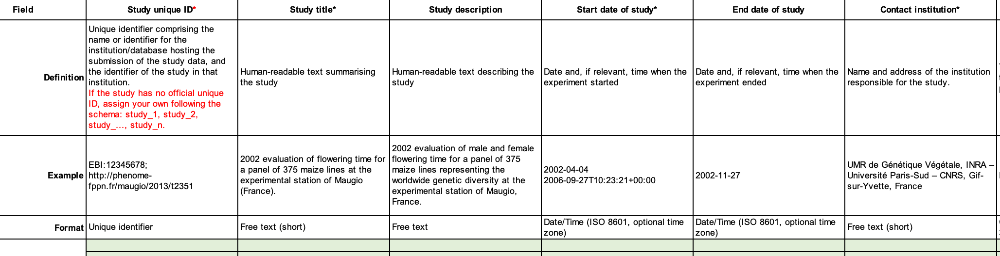 Field
Study unique ID*
Study title*
Study description
Start date of study*
End date of study
Contact institution*
Definition
Unique identifier comprising the
name or identifier for the
institution/database hosting the
submission of the study data, and
the identifier of the study in that
institution.
If the study has no official unique
ID, assign your own following the
schema: study_1, study_2,
study_…, study_n.
Human-readable text summarising
the study
Human-readable text describing the
study
Date and, if relevant, time when the
experiment started
Date and, if relevant, time when the
experiment ended
Name and address of the institution
responsible for the study.
Example
EBI:12345678;
http://phenome-
fppn.fr/maugio/2013/t2351
2002 evaluation of flowering time for
a panel of 375 maize lines at the
experimental station of Maugio
(France).
2002 evaluation of male and female
flowering time for a panel of 375
maize lines representing the
worldwide genetic diversity at the
experimental station of Maugio,
France.
2002-04-04
2006-09-27T10:23:21+00:00
2002-11-27
UMR de Génétique Végétale, INRA –
Université Paris-Sud – CNRS, Gif-
sur-Yvette, France
Format
Unique identifier
Free text (short)
Free text
Date/Time (ISO 8601, optional time
zone)
Date/Time (ISO 8601, optional time
zone)
Free text (short)